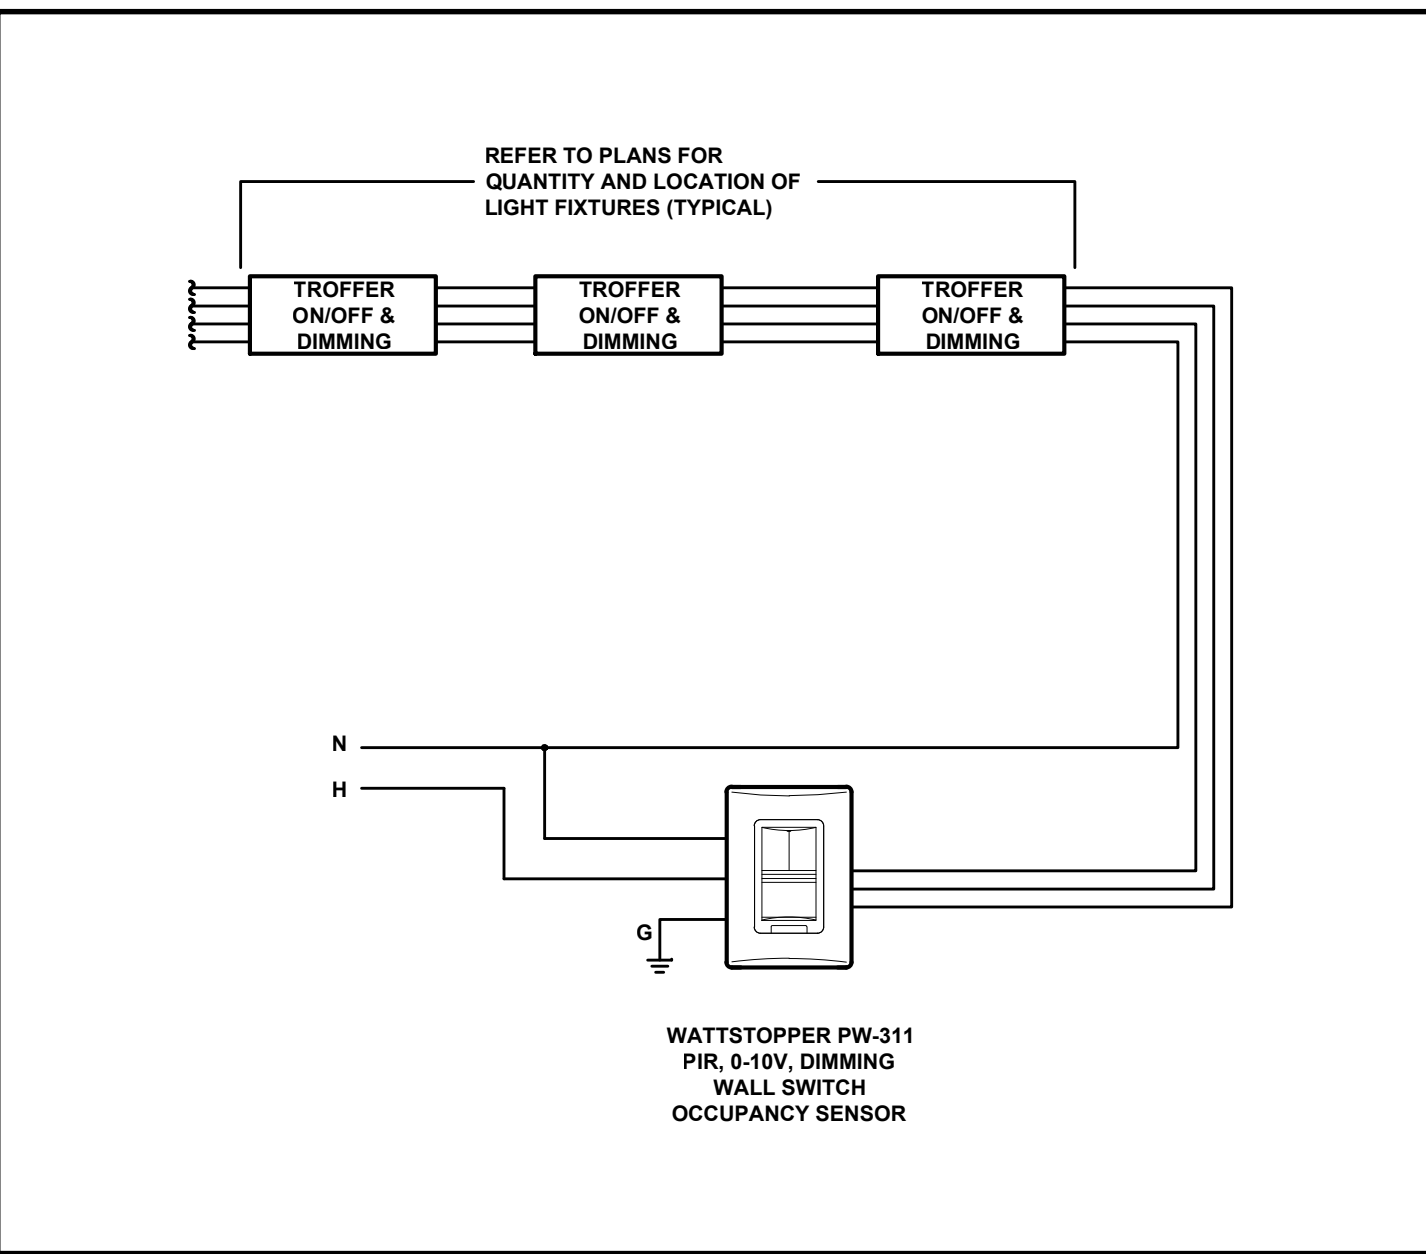 REFER TO PLANS FOR
QUANTITY AND LOCATION OF
LIGHT FIXTURES (TYPICAL)
TROFFER
ON/OFF &
DIMMING
TROFFER
ON/OFF &
DIMMING
TROFFER
ON/OFF &
DIMMING
N
H
G
WATTSTOPPER PW-311
PIR, 0-10V, DIMMING
WALL SWITCH
OCCUPANCY SENSOR